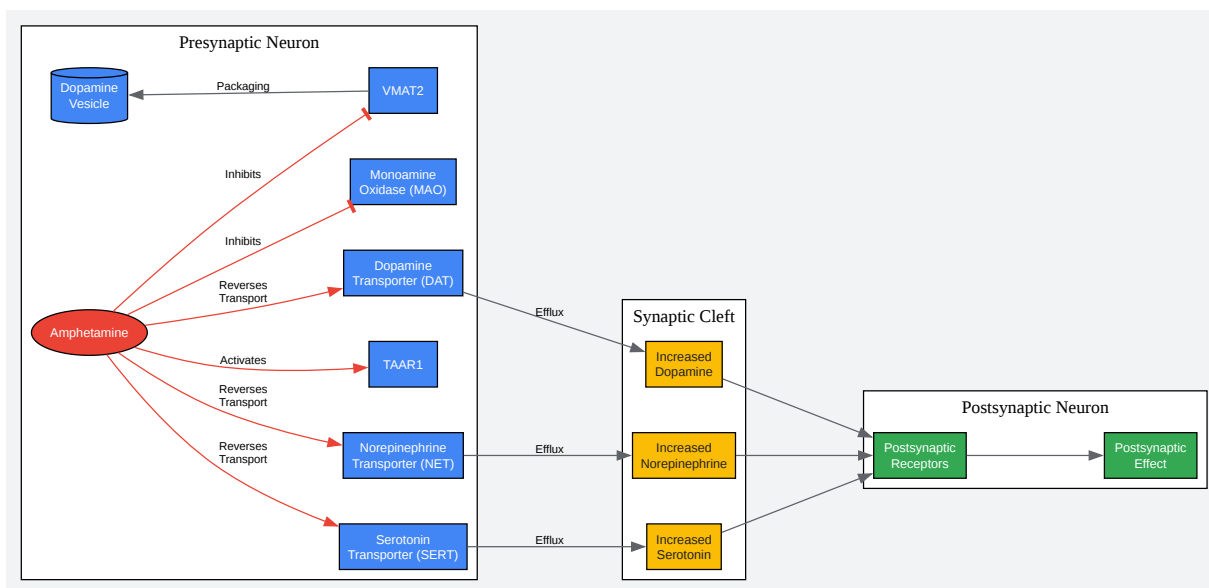 Presynaptic Neuron
Dopamine
Vesicle
Packaging
VMAT2
Inhibits
Monoamine
Oxidase (MAO)
Inhibits
Dopamine
Transporter (DAT)
Reverses
Transport
Amphetamine
Activates
TAAR1
Reverses
Transport
Norepinephrine
Transporter (NET)
Reverses
Transport
Serotonin
Transporter (SERT)
Efflux
Efflux
Efflux
Synaptic Cleft
Increased
Dopamine
Increased
Norepinephrine
Increased
Serotonin
Postsynaptic Neuron
Postsynaptic
Receptors
Postsynaptic
Effect